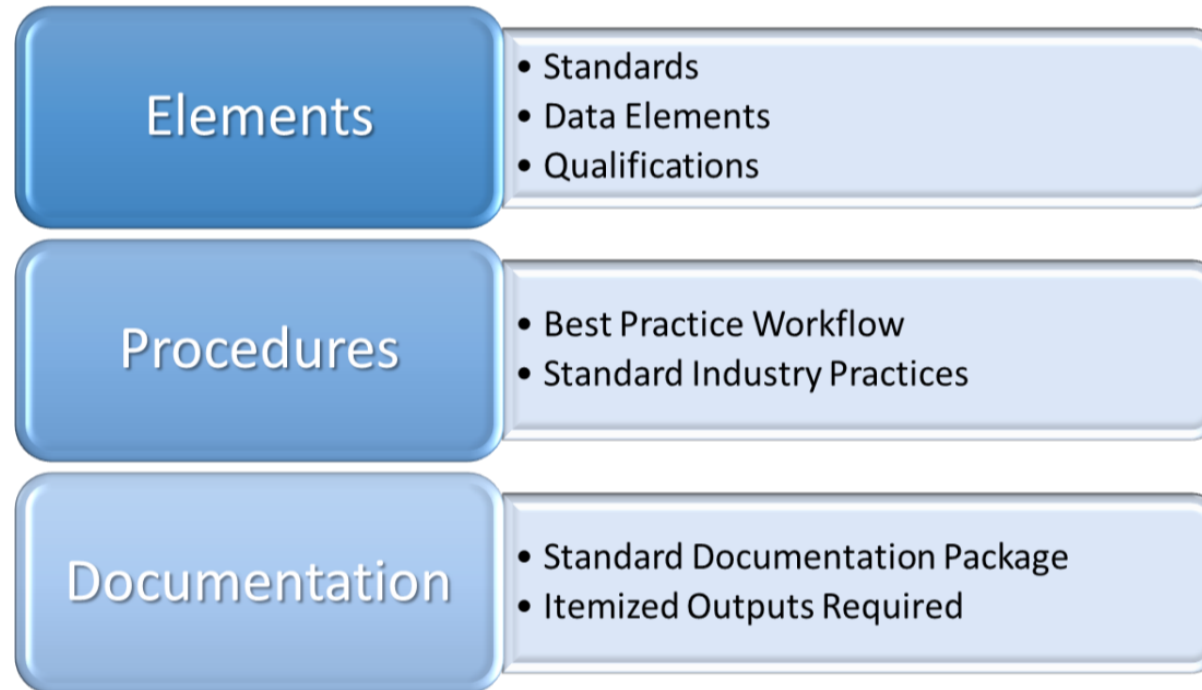 Elements
• Standards
• Data Elements
• Qualifications
Procedures
• Best Practice Workflow
• Standard Industry Practices
Documentation
• Standard Documentation Package
• Itemized Outputs Required